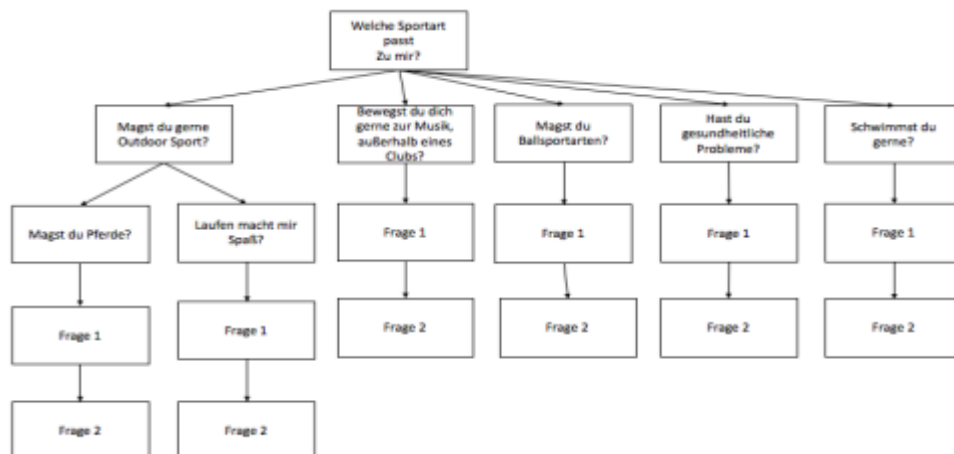 Welche Sportart
passt
Zu mir?
Magst du gerne
Outdoor Sport?
Bewegst du dich
gerne zur Musik,
außerhalb eines
Clubs?
Magst du
Ballsportarten?
Hast du
gesundheitliche
Probleme?
Schwimmst du
gerne?
Magst du Pferde?
Laufen macht mir
Spaß?
Frage 1
Frage 1
Frage 1
Frage 1
Frage 1
Frage 1
Frage 2
Frage 2
Frage 2
Frage 2
Frage 2
Frage 2